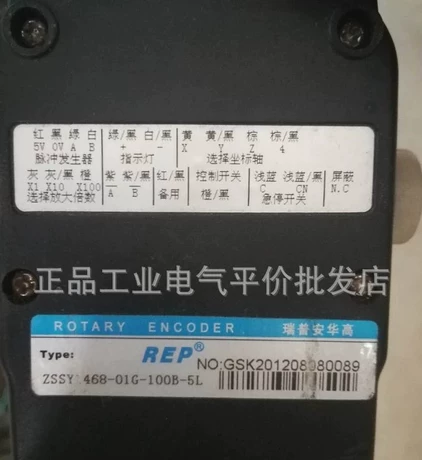 红 黑 绿 白 绿/黑 白/黑 黄 黄/黑 棕 棕/黑
5V 0V A B + - X Y Z 4
脉冲发生器 指示灯 选择坐标轴
灰 灰/黑 橙 紫 紫/黑 红/黑 控制开关 浅蓝 浅蓝/黑 屏蔽
X1 X10 X100 A B 备用 橙/黑 C CN N.C
选择放大倍数 急停开关
正品工业电气平价批发店
ROTARY ENCODER 瑞普安华高
Type: REP® NO:GSK201208080089
ZSSY 468-01G-100B-5L